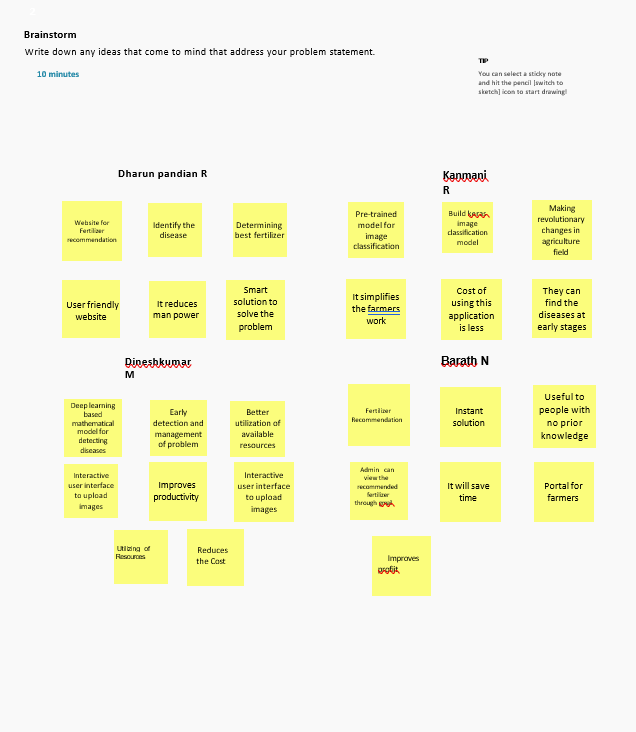 2
Brainstorm
Write down any ideas that come to mind that address your problem statement.
10 minutes
TIP
You can select a sticky note
and hit the pencil [switch to
sketch] icon to start drawing!
Dharun pandian R
Kanmani
R
Website for
Fertilizer
recommendation
Identify the
disease
Determining
best fertilizer
Pre-trained
model for
image
classification
Build keras
image
classification
model
Making
revolutionary
changes in
agriculture
field
User friendly
website
It reduces
man power
Smart
solution to
solve the
problem
It simplifies
the farmers
work
Cost of
using this
application
is less
They can
find the
diseases at
early stages
Dineshkumar
M
Barath N
Deep learning
based
mathematical
model for
detecting
diseases
Early
detection and
management
of problem
Better
utilization of
available
resources
Fertilizer
Recommendation
Instant
solution
Useful to
people with
no prior
knowledge
Interactive
user interface
to upload
images
Improves
productivity
Interactive
user interface
to upload
images
Admin can
view the
recommended
fertilizer
through
It will save
time
Portal for
farmers
Utilizing of
Resources
Reduces
the Cost
Improves
profijt